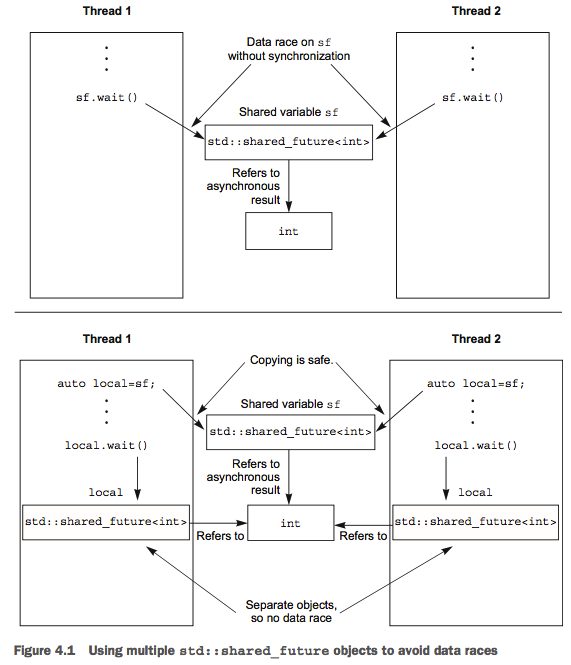 Thread 1
Thread 2
Data race on sf
without synchronization
sf.wait()
sf.wait()
Shared variable sf
std::shared_future<int>
Refers to
asynchronous
result
int
Thread 1
Thread 2
Copying is safe.
auto local=sf;
auto local=sf;
Shared variable sf
std::shared_future<int>
local.wait()
local.wait()
Refers to
asynchronous
result
local
local
std::shared_future<int>
int
std::shared_future<int>
Refers to
Refers to
Separate objects,
so no data race
Figure 4.1 Using multiple std::shared_future objects to avoid data races